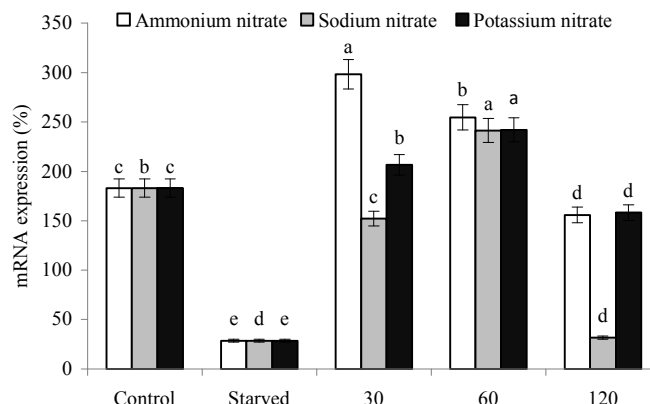 Ammonium nitrate Sodium nitrate Potassium nitrate
mRNA expression (%)
350
300
250
200
150
100
50
0
c b c
e d e
a c b
b a a
d d d
Control Starved 30 60 120